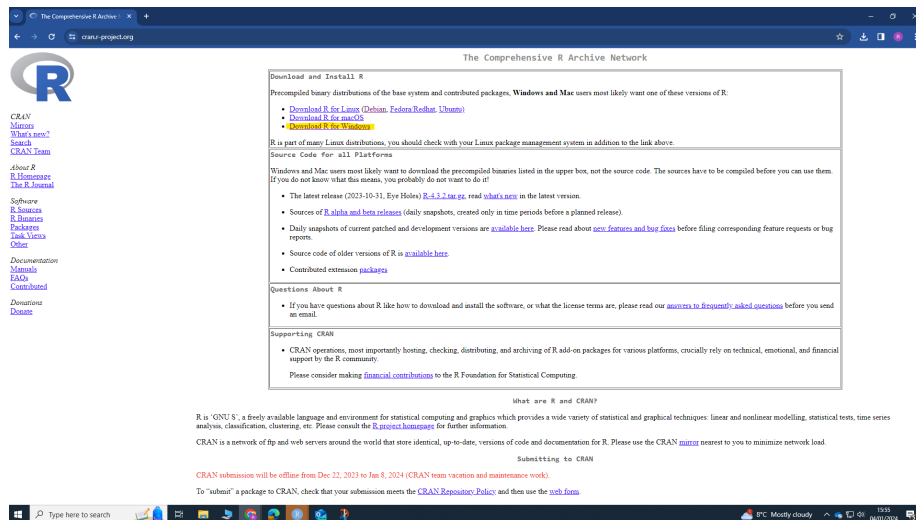 The Comprehensive R Archive
cran.r-project.org
R
CRAN
Mirrors
What's new?
Search
CRAN Team
About R
R Homepage
The R Journal
Software
R Sources
R Binaries
Packages
Task Views
Other
Documentation
Manuals
FAQs
Contributed
Donations
Donate
The Comprehensive R Archive Network
Download and Install R
Precompiled binary distributions of the base system and contributed packages, Windows and Mac users most likely want one of these versions of R:
• Download R for Linux (Debian, Fedora/Redhat, Ubuntu)
• Download R for macOS
• Download R for Windows
R is part of many Linux distributions, you should check with your Linux package management system in addition to the link above.
Source Code for all Platforms
Windows and Mac users most likely want to download the precompiled binaries listed in the upper box, not the source code. The sources have to be compiled before you can use them.
If you do not know what this means, you probably do not want to do it!
• The latest release (2023-10-31, Eye Holes) R-4.3.2.tar.gz, read what's new in the latest version.
• Sources of R alpha and beta releases (daily snapshots, created only in time periods before a planned release).
• Daily snapshots of current patched and development versions are available here. Please read about new features and bug fixes before filing corresponding feature requests or bug
reports.
• Source code of older versions of R is available here.
• Contributed extension packages
Questions About R
• If you have questions about R like how to download and install the software, or what the license terms are, please read our answers to frequently asked questions before you send
an email.
Supporting CRAN
• CRAN operations, most importantly hosting, checking, distributing, and archiving of R add-on packages for various platforms, crucially rely on technical, emotional, and financial
support by the R community.
Please consider making financial contributions to the R Foundation for Statistical Computing.
What are R and CRAN?
R is 'GNU S', a freely available language and environment for statistical computing and graphics which provides a wide variety of statistical and graphical techniques: linear and nonlinear modelling, statistical tests, time series
analysis, classification, clustering, etc. Please consult the R project homepage for further information.
CRAN is a network of ftp and web servers around the world that store identical, up-to-date, versions of code and documentation for R. Please use the CRAN mirror nearest to you to minimize network load.
Submitting to CRAN
CRAN submission will be offline from Dec 22, 2023 to Jan 8, 2024 (CRAN team vacation and maintenance work).
To "submit" a package to CRAN, check that your submission meets the CRAN Repository Policy and then use the web form.
Type here to search
8°C Mostly cloudy
15:55
04/01/2024